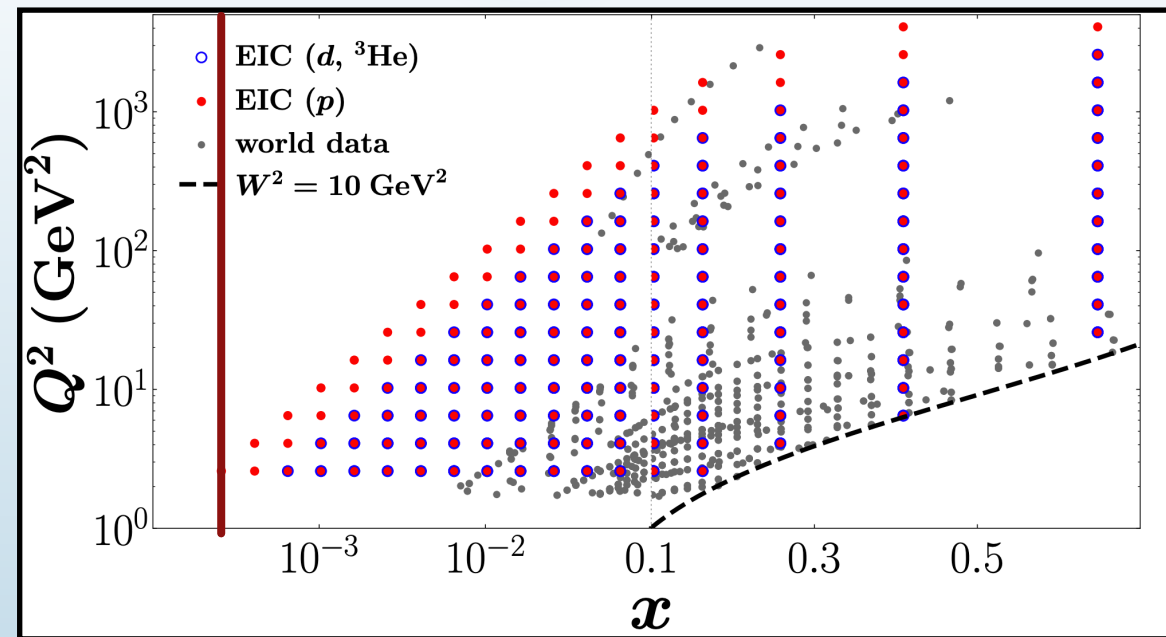 EIC (d, ³He)
EIC (p)
world data
W² = 10 GeV²
Q² (GeV²)
10³
10²
10¹
10⁰
10⁻³
10⁻²
0.1
0.3
0.5
x